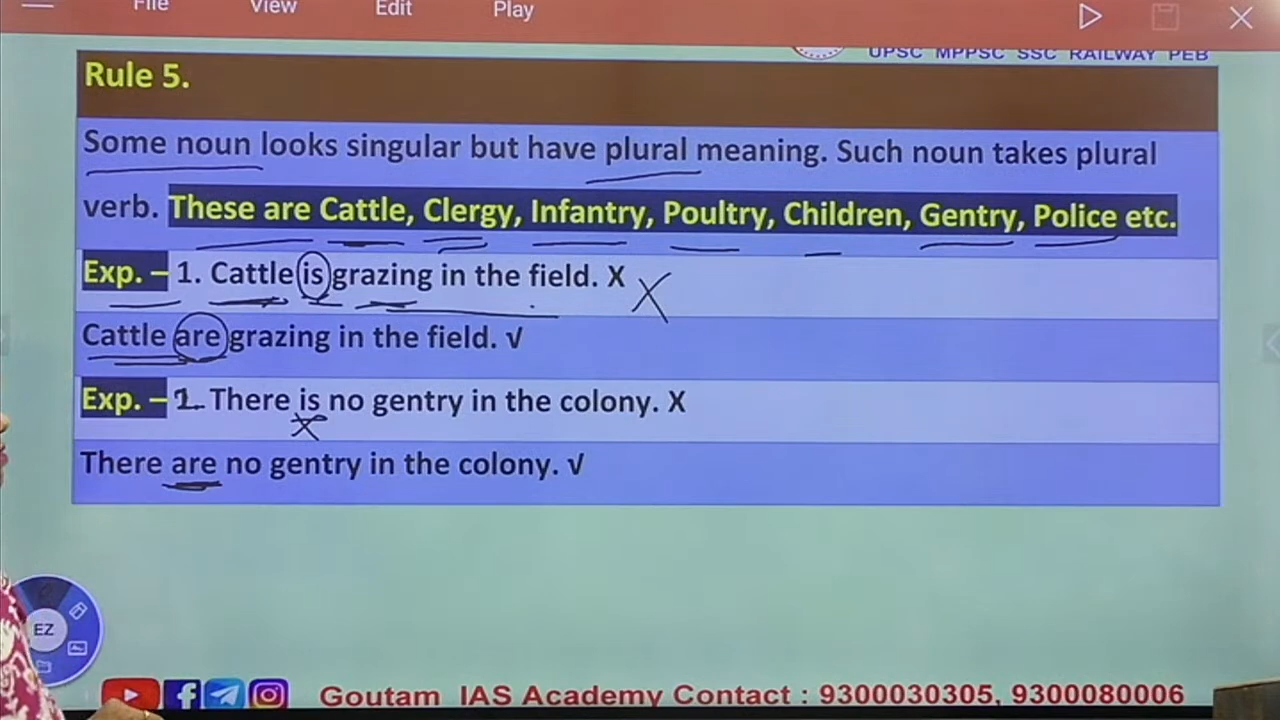 File View Edit Play
UPSC MPPSC SSC RAILWAY PEB
Rule 5.
Some noun looks singular but have plural meaning. Such noun takes plural
verb. These are Cattle, Clergy, Infantry, Poultry, Children, Gentry, Police etc.
Exp. – 1. Cattle is grazing in the field. X X
Cattle are grazing in the field. √
Exp. – 2. There is no gentry in the colony. X
X
There are no gentry in the colony. √
EZ
Goutam IAS Academy Contact : 9300030305, 9300080006